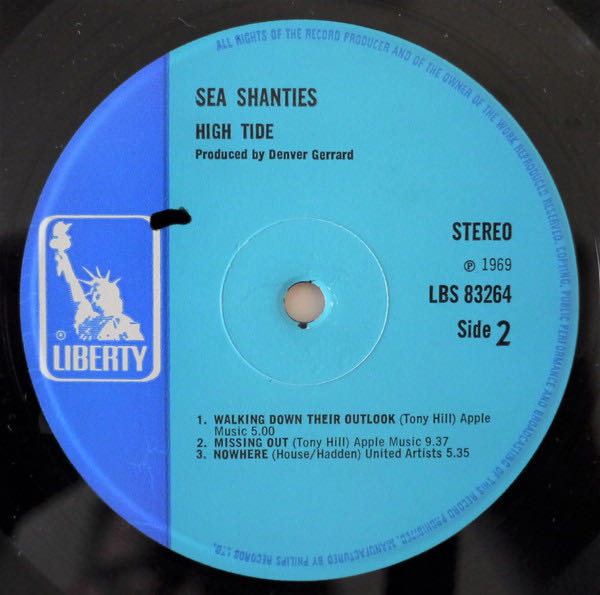 ALL RIGHTS OF THE RECORD PRODUCER AND OF THE OWNER OF THE WORK REPRODUCED RESERVED. COPYING, PUBLIC PERFORMANCE AND BROADCASTING OF THIS RECORD PROHIBITED. MANUFACTURED BY PHILIPS RECORDS LTD.
SEA SHANTIES
HIGH TIDE
Produced by Denver Gerrard
STEREO
℗ 1969
LBS 83264
Side 2
®
LIBERTY
1. WALKING DOWN THEIR OUTLOOK (Tony Hill) Apple
Music 5.00
2. MISSING OUT (Tony Hill) Apple Music 9.37
3. NOWHERE (House/Hadden) United Artists 5.35